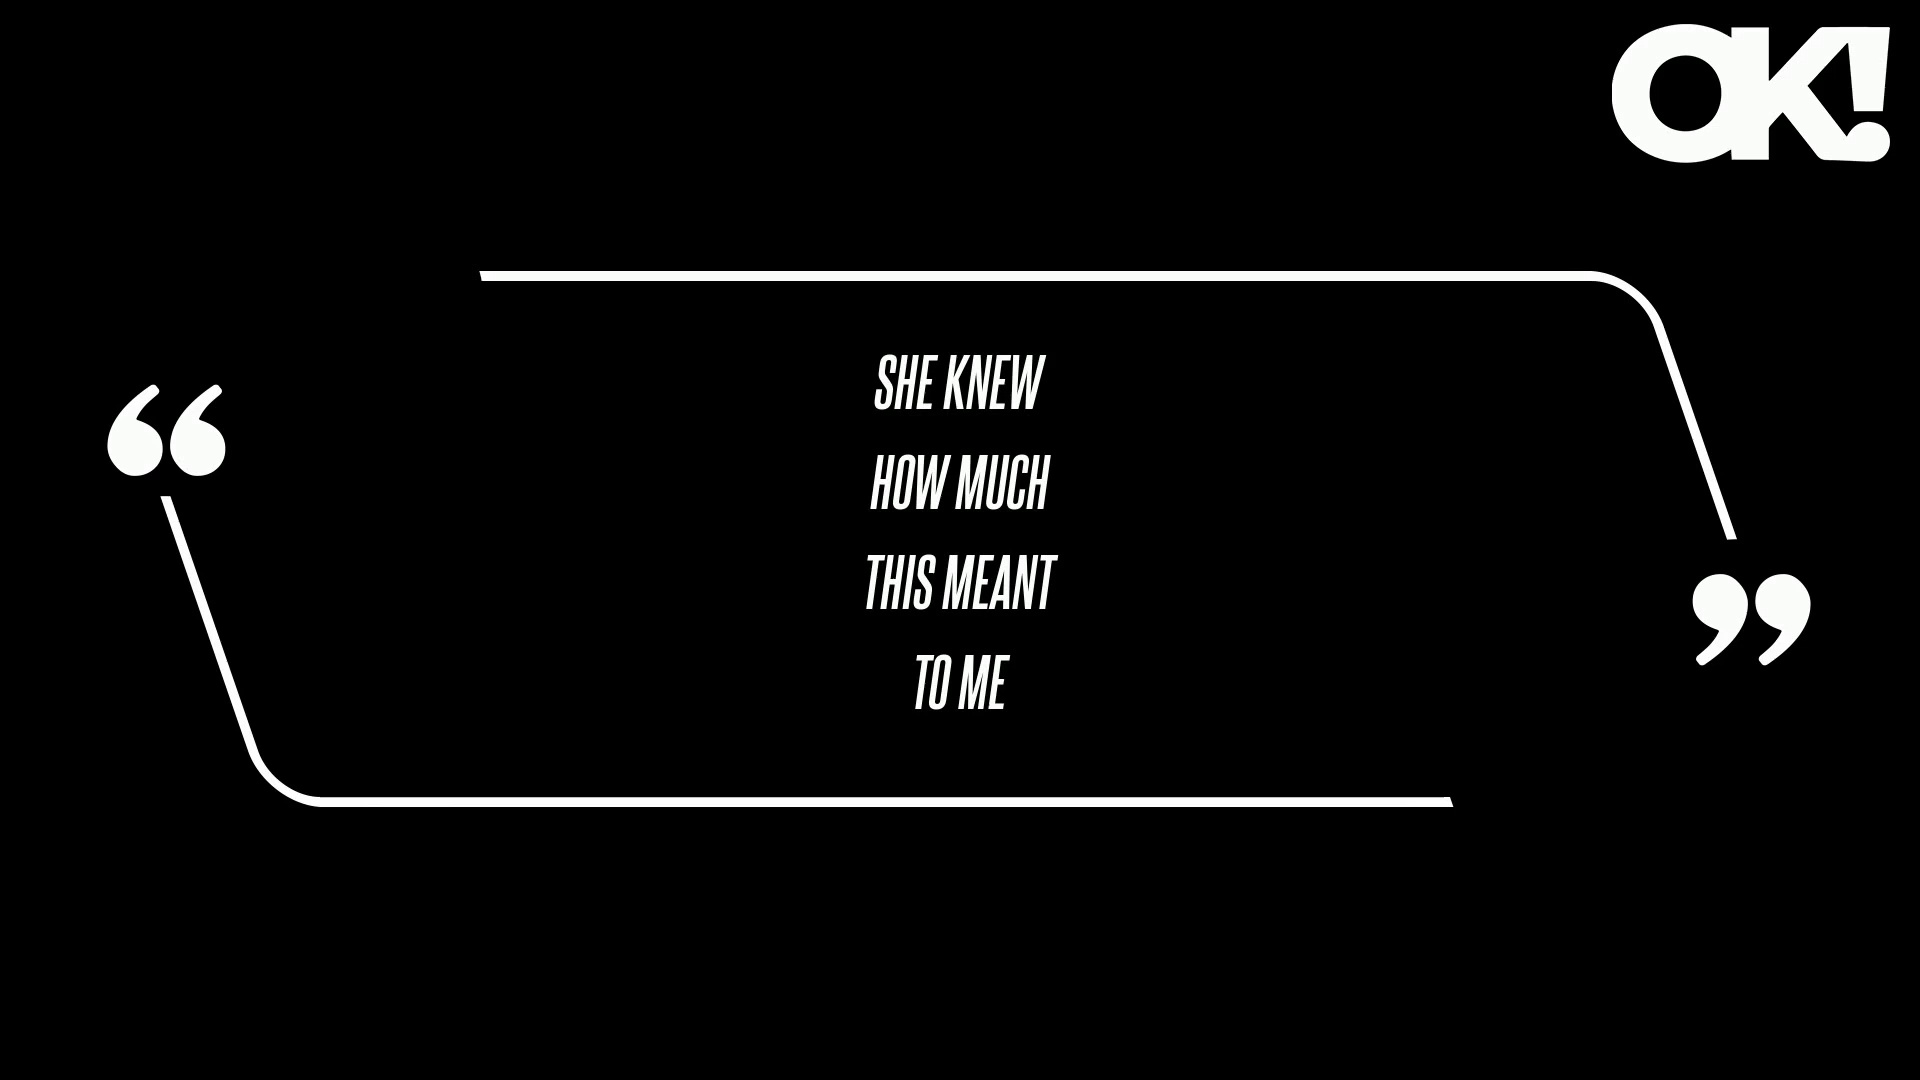 OK!
“
SHE KNEW
HOW MUCH
THIS MEANT
TO ME
”